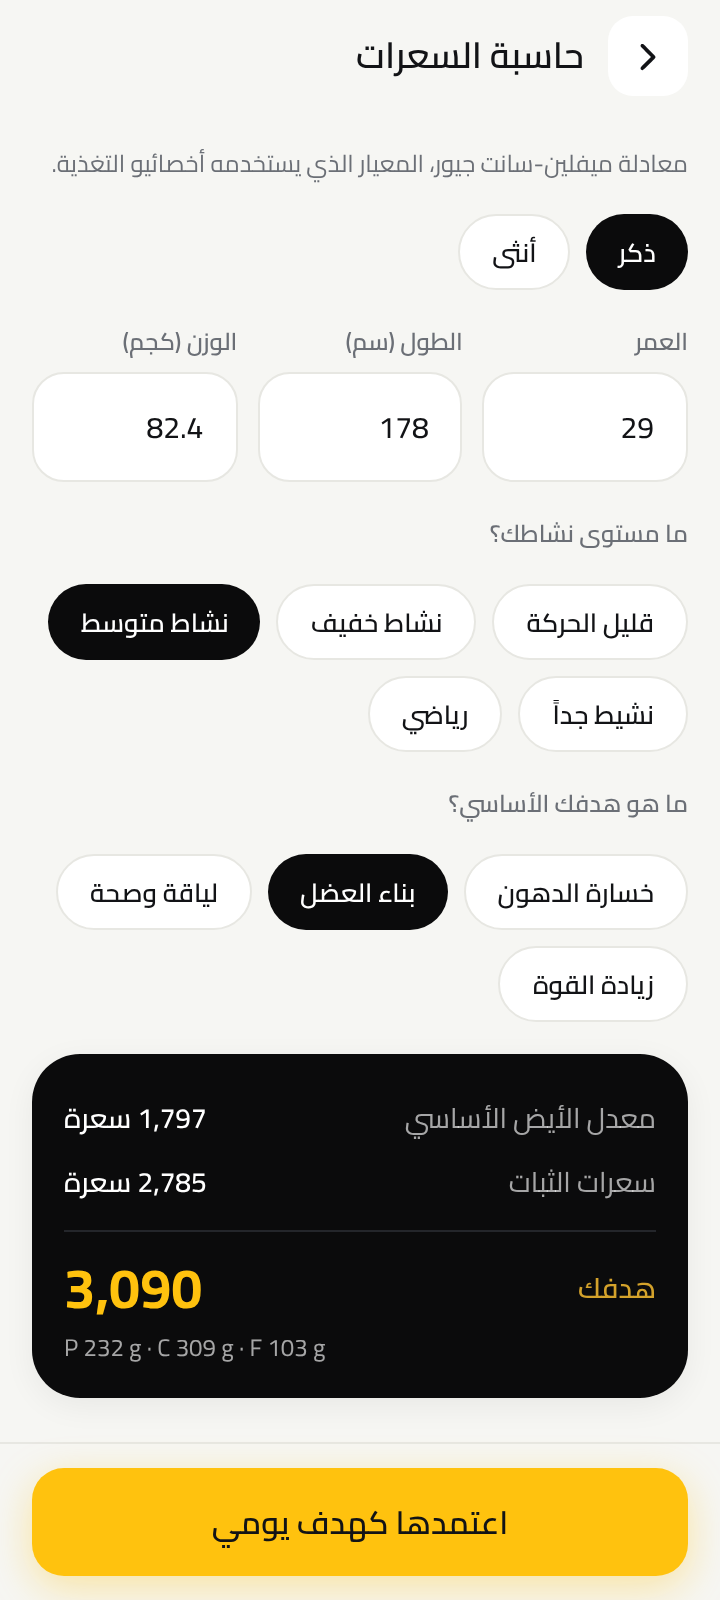 حاسبة السعرات
معادلة ميفلين-سانت جيور، المعيار الذي يستخدمه أخصائيو التغذية.
ذكر أنثى
العمر الطول (سم) الوزن (كجم)
29 178 82.4
ما مستوى نشاطك؟
قليل الحركة نشاط خفيف نشاط متوسط
نشيط جداً رياضي
ما هو هدفك الأساسي؟
خسارة الدهون بناء العضل لياقة وصحة
زيادة القوة
معدل الأيض الأساسي 1,797 سعرة
سعرات الثبات 2,785 سعرة
هدفك 3,090
P 232 g · C 309 g · F 103 g
اعتمدها كهدف يومي